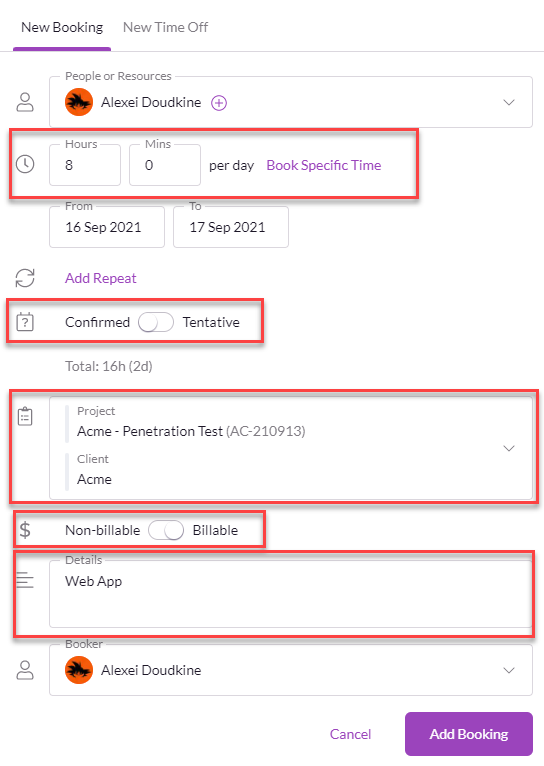 New Booking New Time Off
People or Resources
Alexei Doudkine
Hours Mins
8 0 per day Book Specific Time
From To
16 Sep 2021 17 Sep 2021
Add Repeat
? Confirmed Tentative
Total: 16h (2d)
Project
Acme - Penetration Test (AC-210913)
Client
Acme
$ Non-billable Billable
Details
Web App
Booker
Alexei Doudkine
Cancel Add Booking